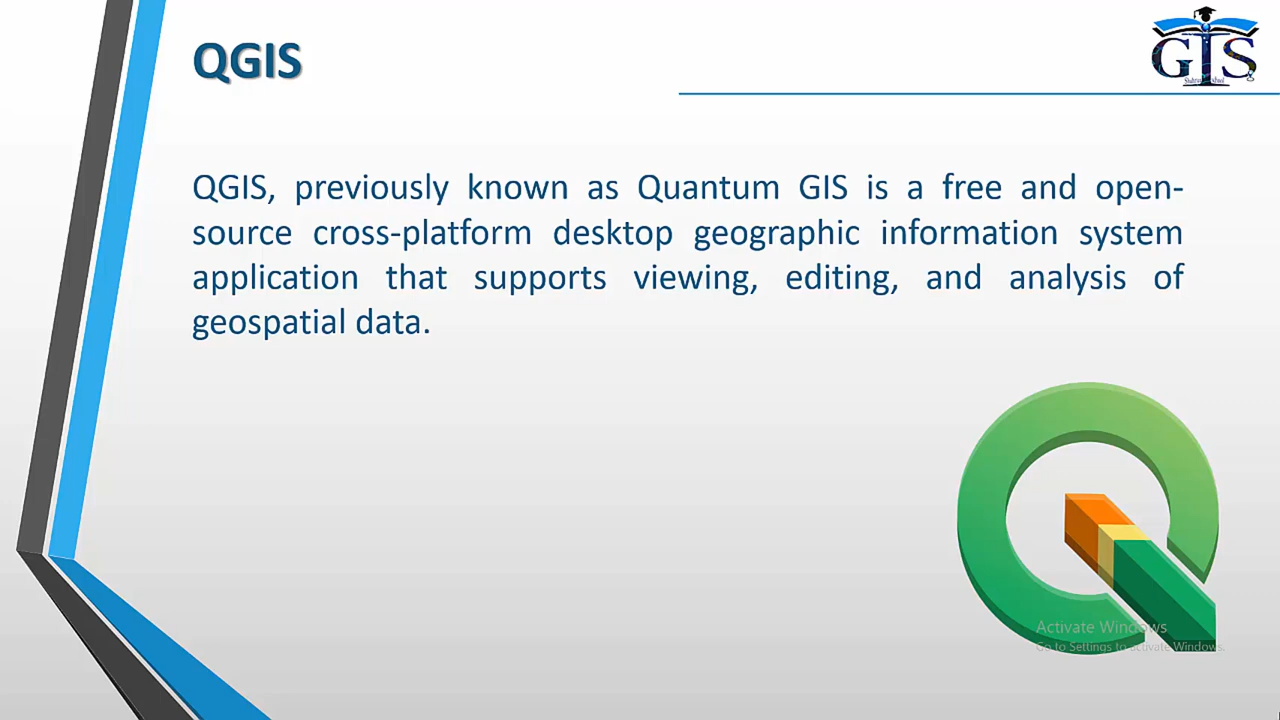 QGIS
GIS
QGIS, previously known as Quantum GIS is a free and open-
source cross-platform desktop geographic information system
application that supports viewing, editing, and analysis of
geospatial data.
Activate Windows
Go to Settings to activate Windows.